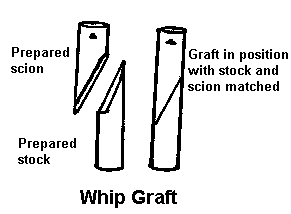 Prepared
scion
Graft in position
with stock and
scion matched
Prepared
stock
Whip Graft